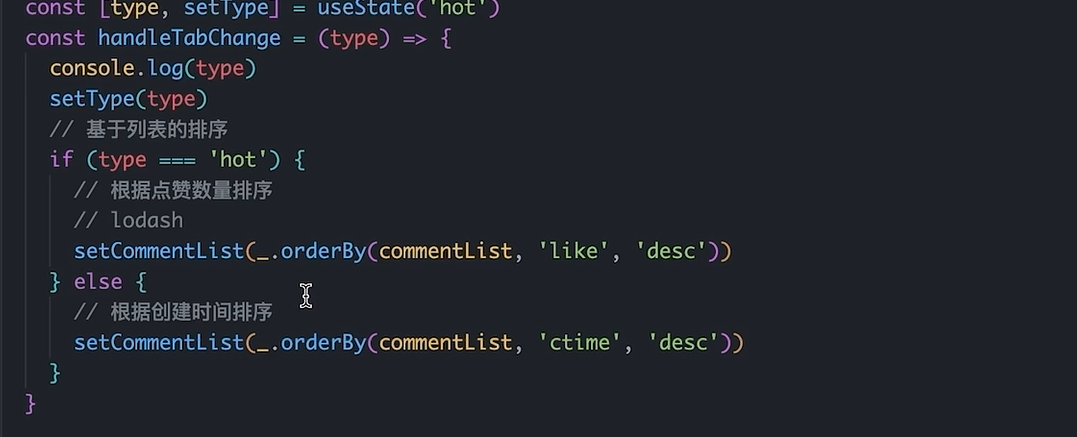 const [type, setType] = useState('hot')
const handleTabChange = (type) => {
console.log(type)
setType(type)
// 基于列表的排序
if (type === 'hot') {
// 根据点赞数量排序
// lodash
setCommentList(_.orderBy(commentList, 'like', 'desc'))
} else {
// 根据创建时间排序
setCommentList(_.orderBy(commentList, 'ctime', 'desc'))
}
}